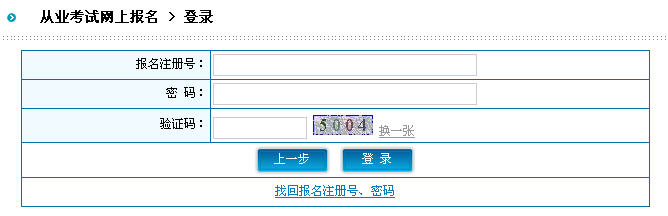 从业考试网上报名 > 登录
报名注册号：
密 码：
验证码： 5004 换一张
上一步 登 录
找回报名注册号、密码